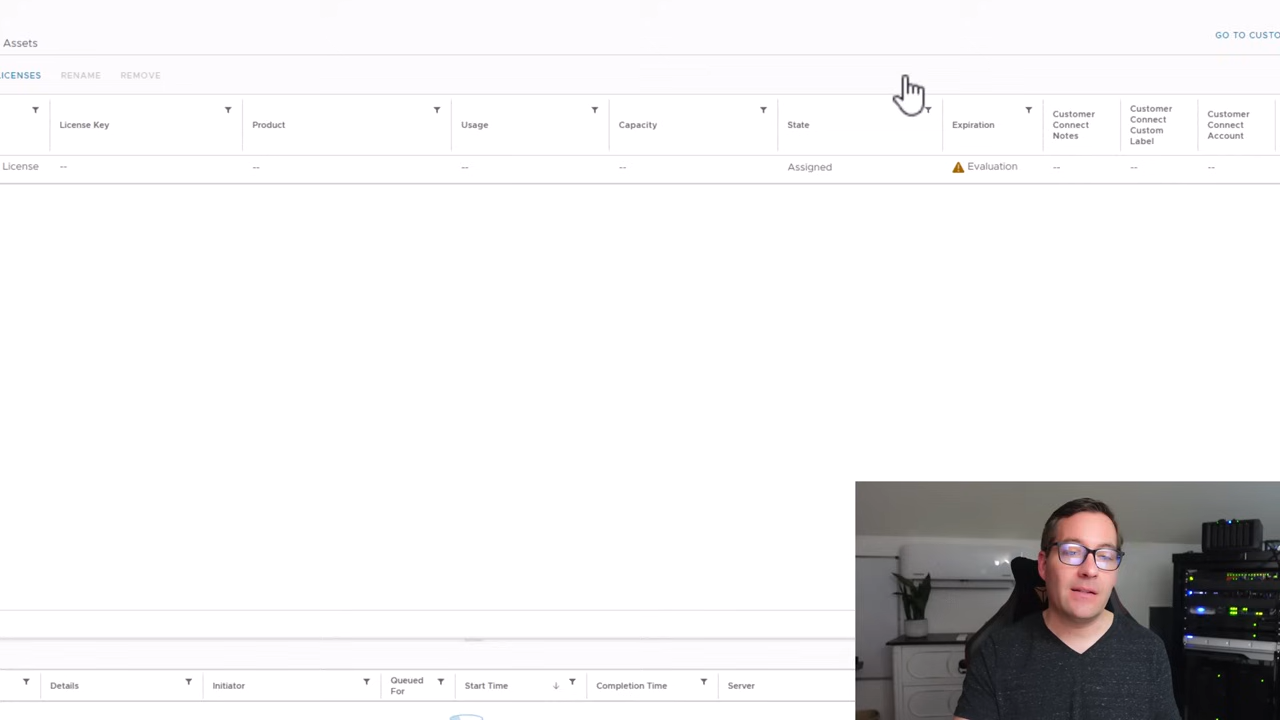 Assets
GO TO CUSTO
ICENSES RENAME REMOVE
License Key Product Usage Capacity State Expiration Customer Connect Notes Customer Connect Custom Label Customer Connect Account
License -- -- -- -- Assigned Evaluation -- -- --
Details Initiator Queued For Start Time Completion Time Server